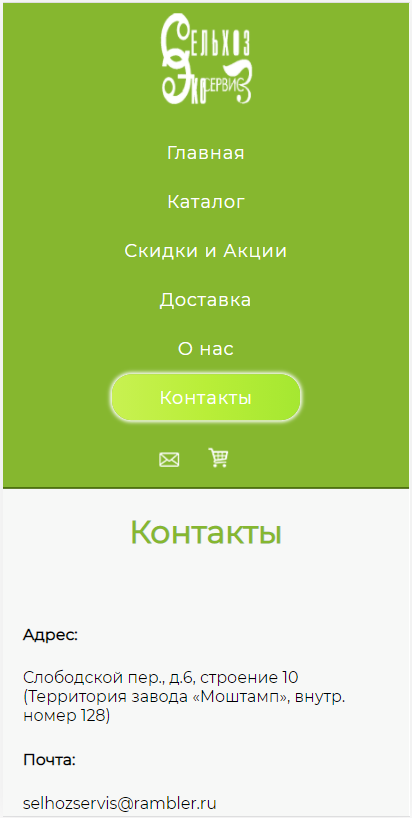 Сельхоз
Эко сервис
Главная
Каталог
Скидки и Акции
Доставка
О нас
Контакты
Контакты
Адрес:
Слободской пер., д.6, строение 10
(Территория завода «Моштамп», внутр.
номер 128)
Почта:
selhozservis@rambler.ru